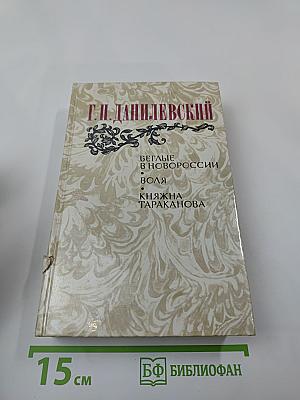 Г.П. ДАНИЛЕВСКИЙ
БЕГЛЫЕ
В НОВОРОССИИ
•
ВОЛЯ
•
КНЯЖНА
ТАРАКАНОВА
15 см
БФ БИБЛИОФАН